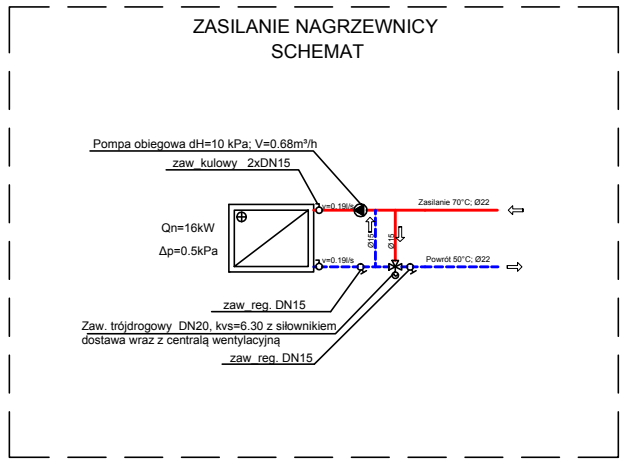 ZASILANIE NAGRZEWNICY
SCHEMAT
Pompa obiegowa dH=10 kPa; V=0.68m³/h
zaw_kulowy 2xDN15
v=0.19l/s
Zasilanie 70°C; Ø22
Qn=16kW
Δp=0.5kPa
Ø15
Ø15
v=0.19l/s
Powrót 50°C; Ø22
zaw_reg. DN15
Zaw. trójdrogowy DN20, kvs=6.30 z siłownikiem
dostawa wraz z centralą wentylacyjną
zaw_reg. DN15